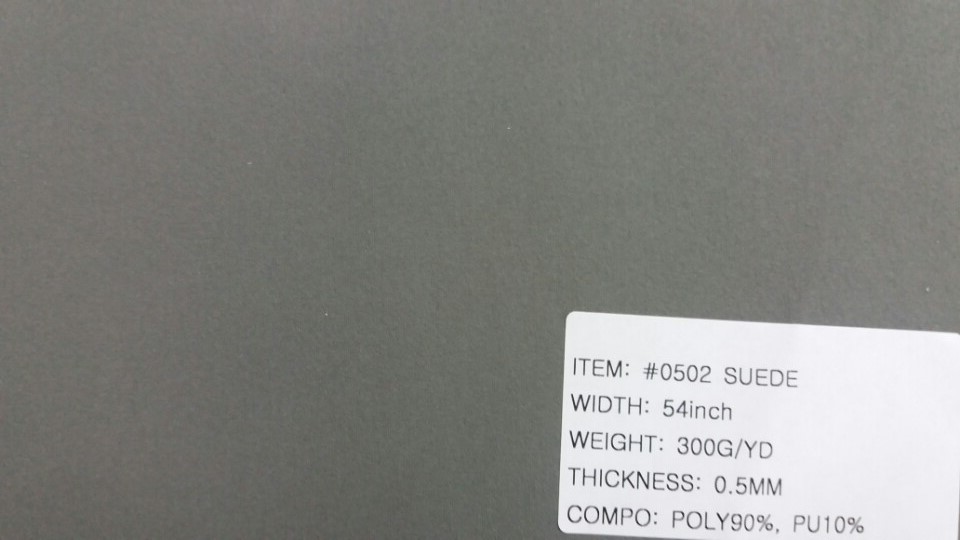 ITEM: #0502 SUEDE
WIDTH: 54inch
WEIGHT: 300G/YD
THICKNESS: 0.5MM
COMPO: POLY90%, PU10%